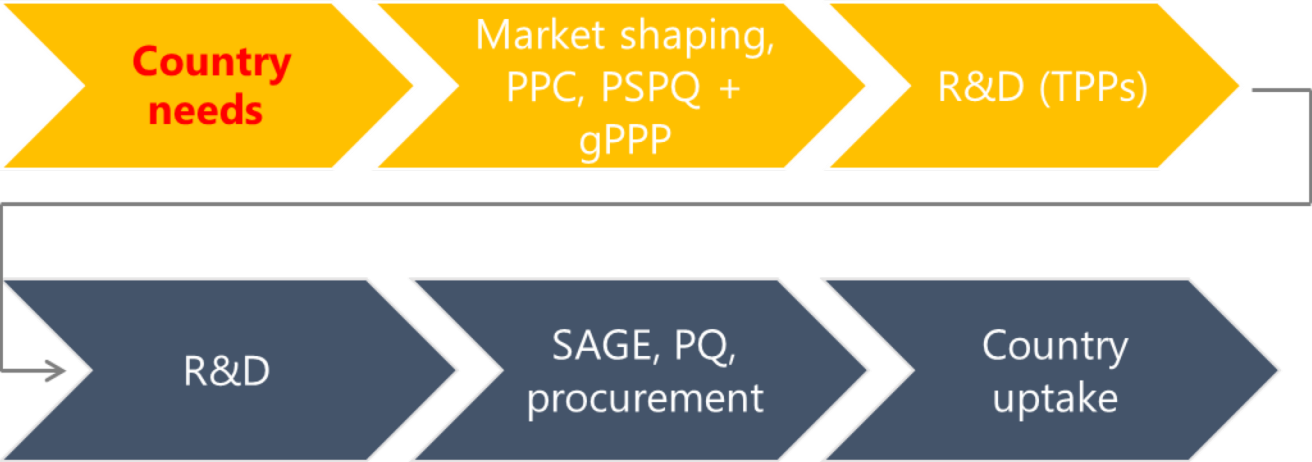 Country
needs
Market shaping,
PPC, PSPQ +
gPPP
R&D (TPPs)
R&D
SAGE, PQ,
procurement
Country
uptake